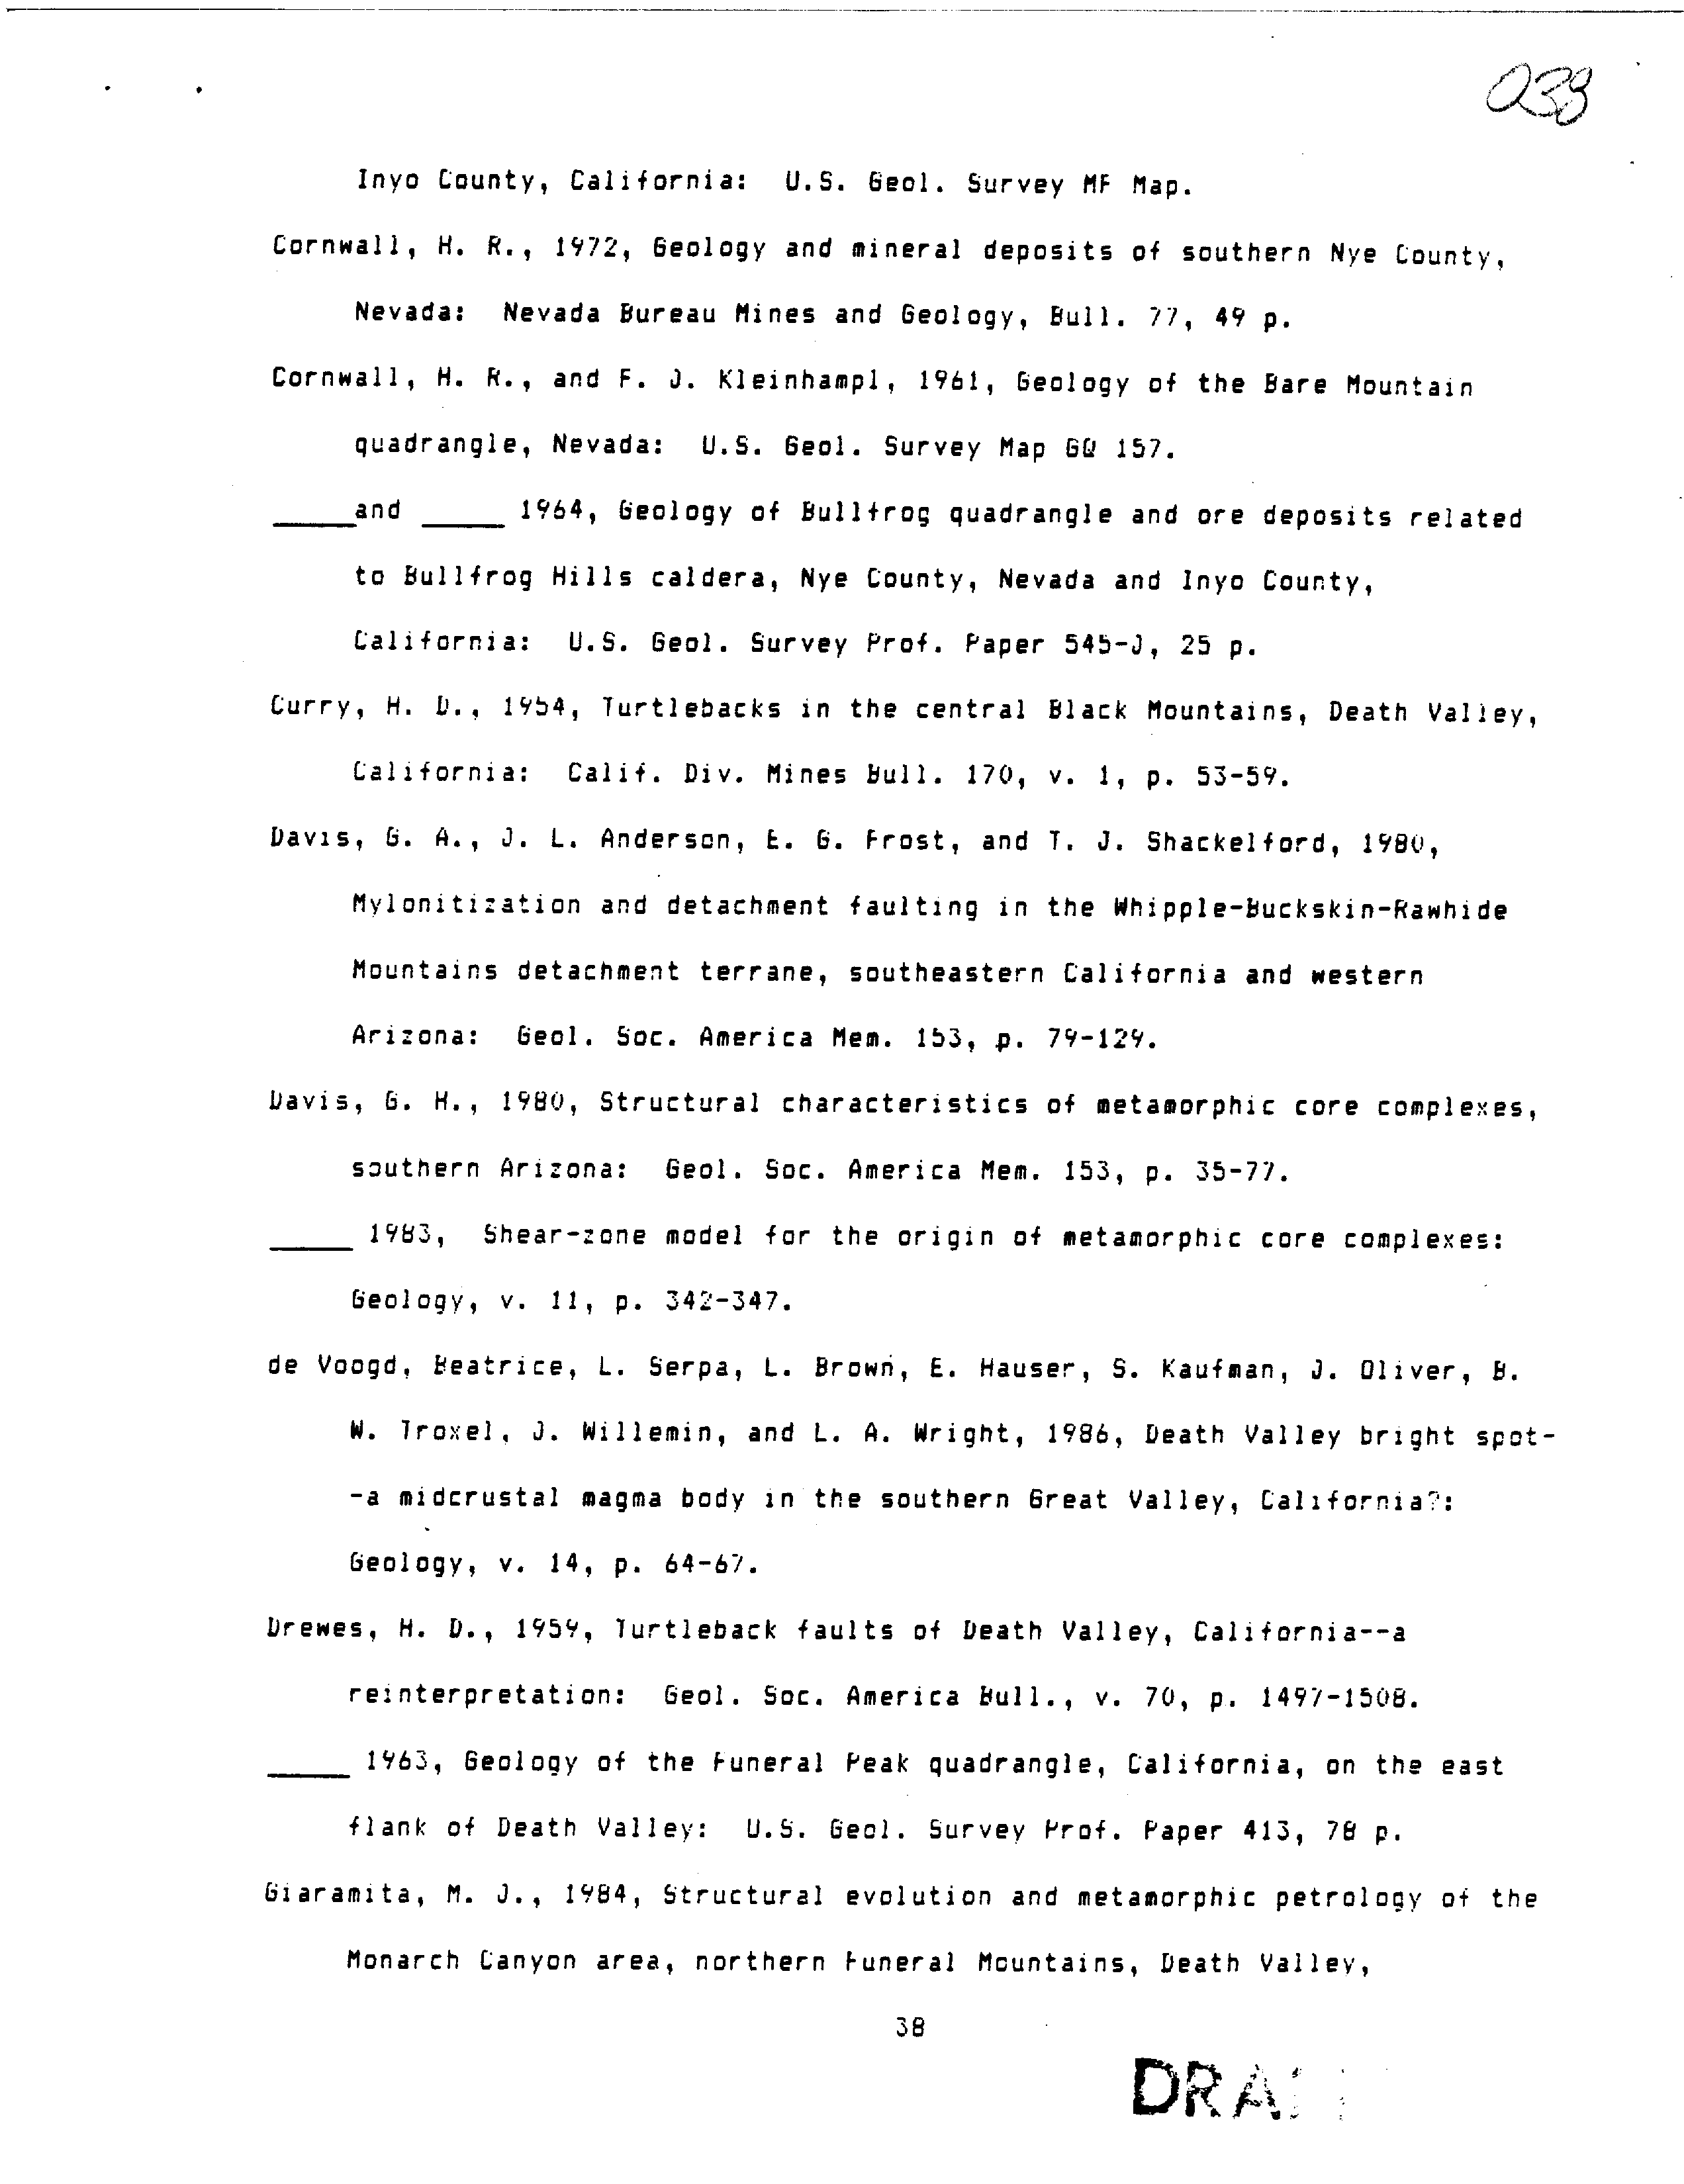 038
Inyo County, California: U.S. Geol. Survey MF Map.
Cornwall, H. R., 1972, Geology and mineral deposits of southern Nye County,
Nevada: Nevada Bureau Mines and Geology, Bull. 77, 49 p.
Cornwall, H. R., and F. J. Kleinhampl, 1961, Geology of the Bare Mountain
quadrangle, Nevada: U.S. Geol. Survey Map GQ 157.
_____and _____ 1964, Geology of Bullfrog quadrangle and ore deposits related
to Bullfrog Hills caldera, Nye County, Nevada and Inyo County,
California: U.S. Geol. Survey Prof. Paper 545-J, 25 p.
Curry, H. D., 1954, Turtlebacks in the central Black Mountains, Death Valley,
California: Calif. Div. Mines Bull. 170, v. 1, p. 53-59.
Davis, G. A., J. L. Anderson, E. G. Frost, and T. J. Shackelford, 1980,
Mylonitization and detachment faulting in the Whipple-Buckskin-Rawhide
Mountains detachment terrane, southeastern California and western
Arizona: Geol. Soc. America Mem. 153, p. 79-129.
Davis, G. H., 1980, Structural characteristics of metamorphic core complexes,
southern Arizona: Geol. Soc. America Mem. 153, p. 35-77.
_____ 1983, Shear-zone model for the origin of metamorphic core complexes:
Geology, v. 11, p. 342-347.
de Voogd, Beatrice, L. Serpa, L. Brown, E. Hauser, S. Kaufman, J. Oliver, B.
W. Troxel, J. Willemin, and L. A. Wright, 1986, Death Valley bright spot-
-a midcrustal magma body in the southern Great Valley, California?:
Geology, v. 14, p. 64-67.
Drewes, H. D., 1959, Turtleback faults of Death Valley, California--a
reinterpretation: Geol. Soc. America Bull., v. 70, p. 1497-1508.
_____ 1963, Geology of the Funeral Peak quadrangle, California, on the east
flank of Death Valley: U.S. Geol. Survey Prof. Paper 413, 78 p.
Giaramita, M. J., 1984, Structural evolution and metamorphic petrology of the
Monarch Canyon area, northern Funeral Mountains, Death Valley,
38